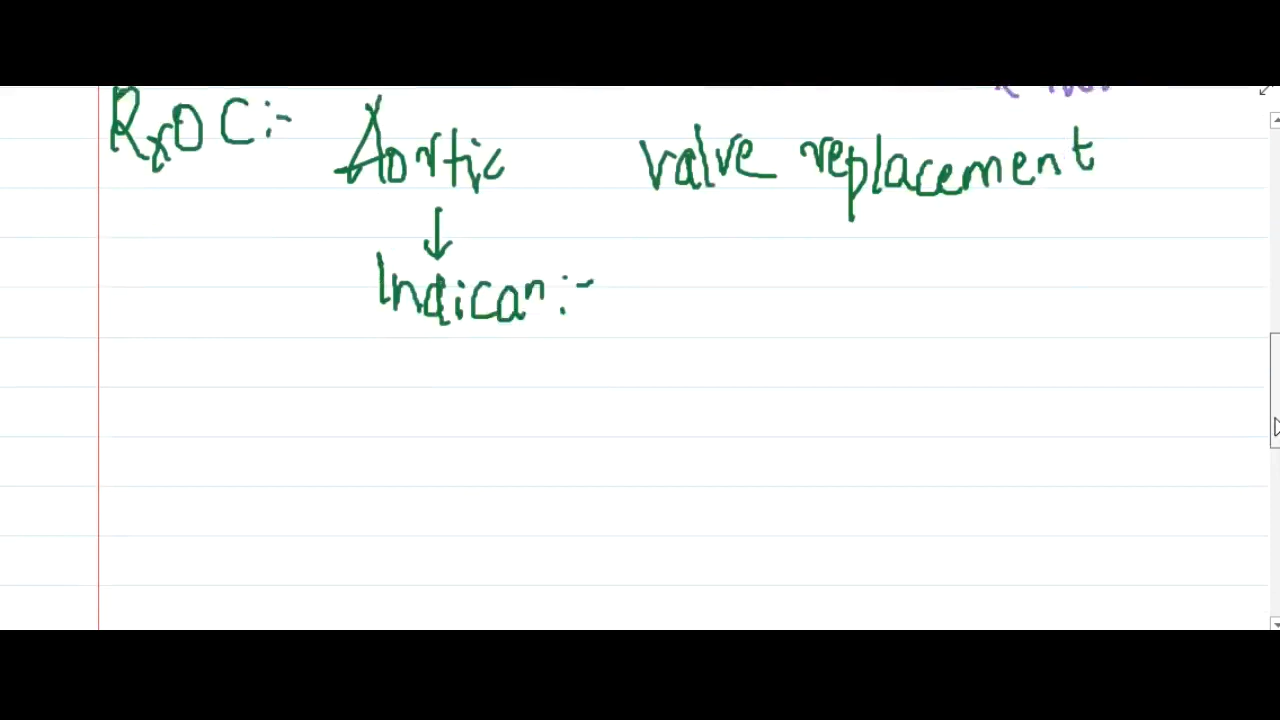 RxOC:- Aortic valve replacement
↓
Indicaⁿ:-